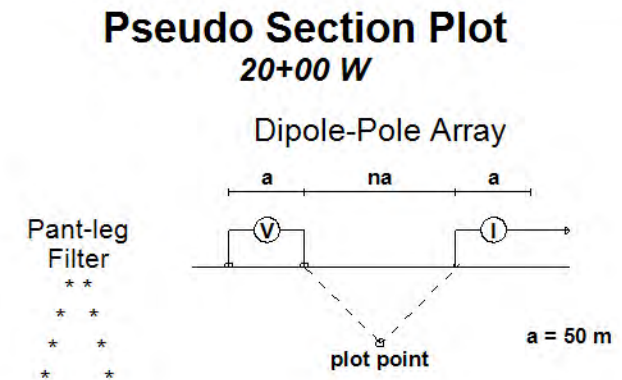 Pseudo Section Plot
20+00 W
Dipole-Pole Array
a na a
V I
Pant-leg
Filter
* *
* *
* *
* *
plot point
a = 50 m